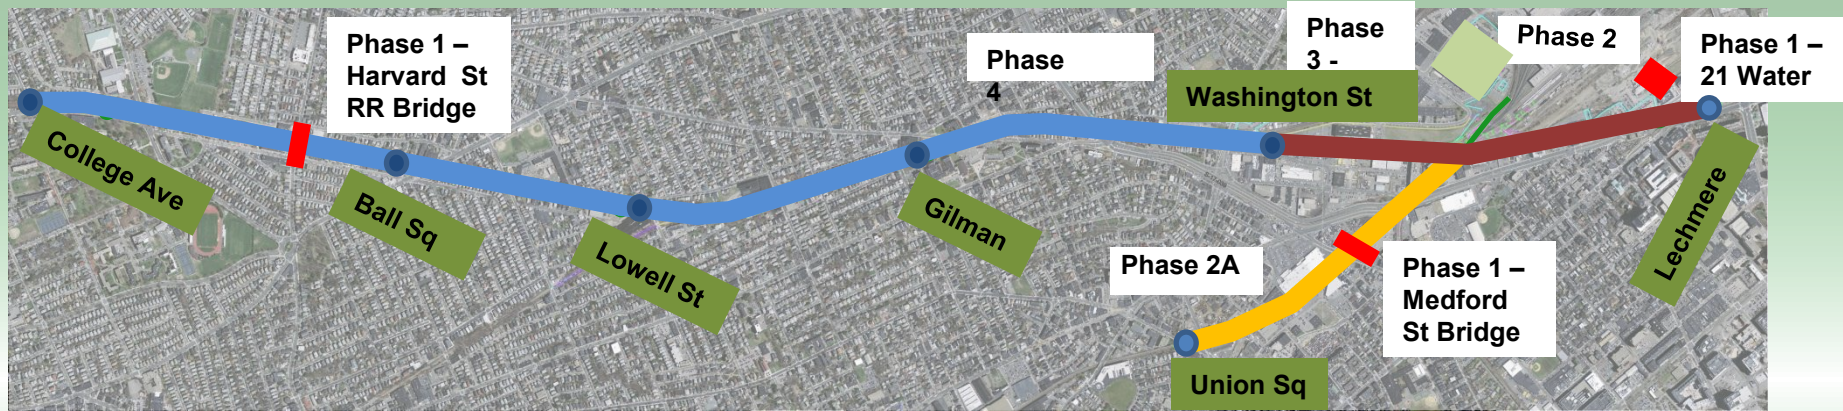 Phase 1 –
Harvard St
RR Bridge
Phase
4
Phase
3 -
Phase 2
Phase 1 –
21 Water
Washington St
College Ave
Ball Sq
Lowell St
Gilman
Lechmere
Phase 2A
Phase 1 –
Medford
St Bridge
Union Sq